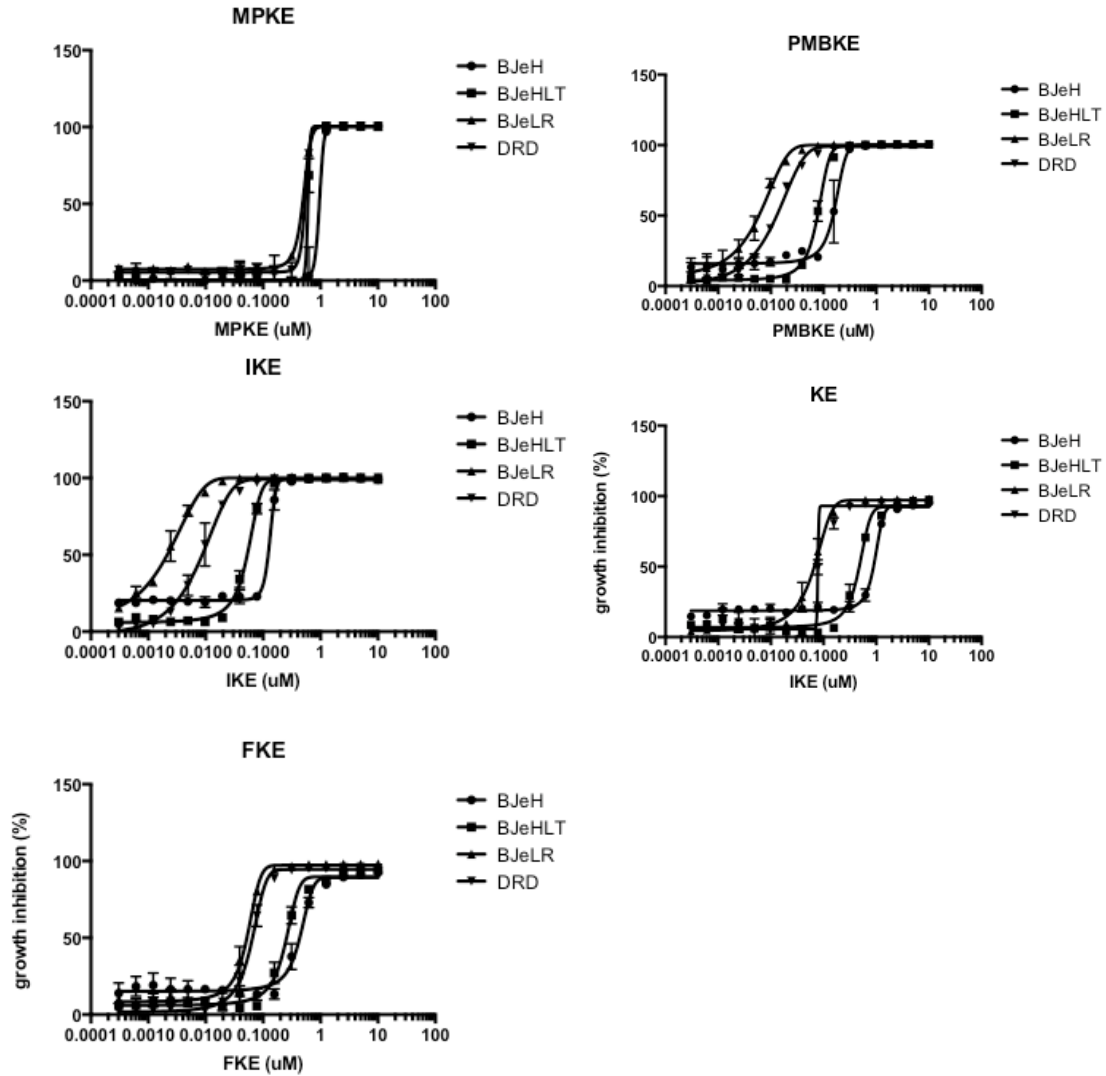 MPKE
150
100
50
0
0.0001 0.0010 0.0100 0.1000 1 10 100
MPKE (uM)
BJeH
BJeHLT
BJeLR
DRD
PMBKE
150
100
50
0
0.0001 0.0010 0.0100 0.1000 1 10 100
PMBKE (uM)
BJeH
BJeHLT
BJeLR
DRD
IKE
150
100
50
0
0.0001 0.0010 0.0100 0.1000 1 10 100
IKE (uM)
BJeH
BJeHLT
BJeLR
DRD
KE
growth inhibition (%)
150
100
50
0
0.0001 0.0010 0.0100 0.1000 1 10 100
IKE (uM)
BJeH
BJeHLT
BJeLR
DRD
FKE
growth inhibition (%)
150
100
50
0
0.0001 0.0010 0.0100 0.1000 1 10 100
FKE (uM)
BJeH
BJeHLT
BJeLR
DRD